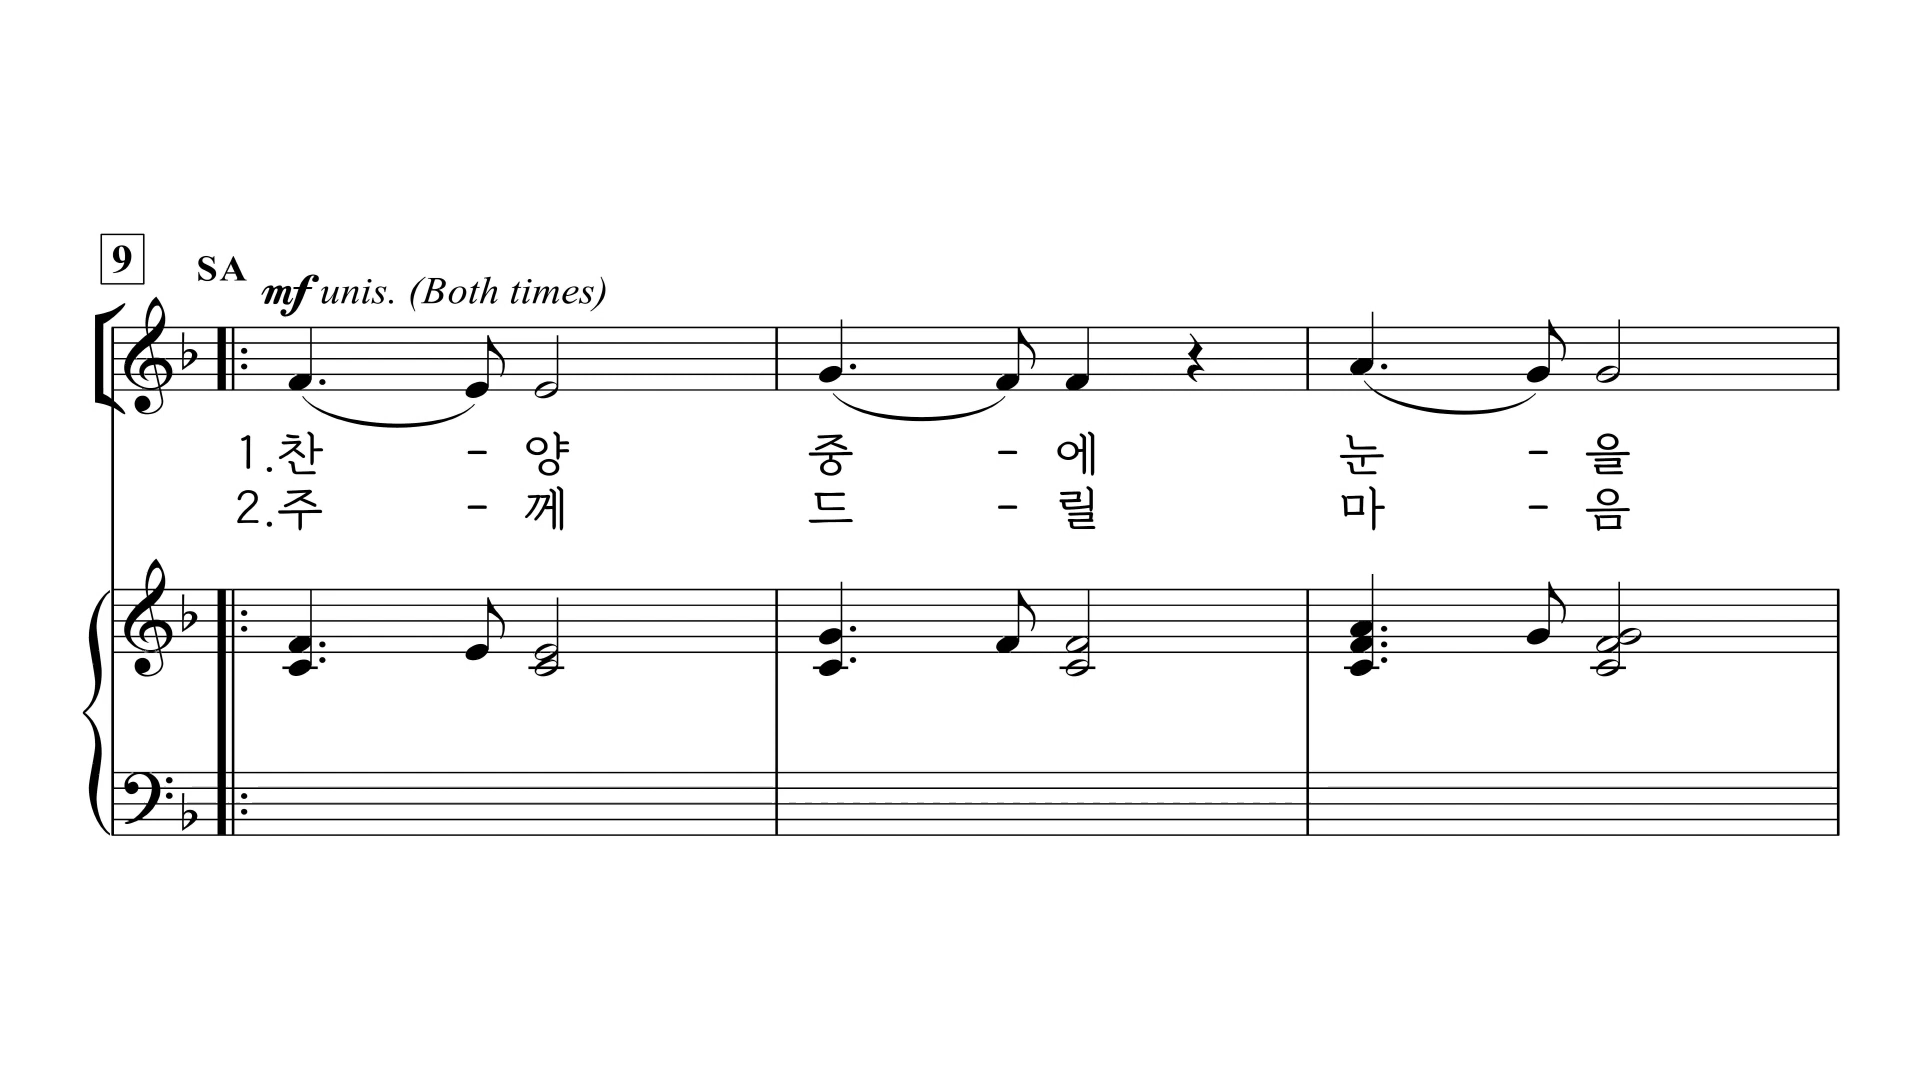 9
SA
mf unis. (Both times)
1.찬 - 양 중 - 에 눈 - 을
2.주 - 께 드 - 릴 마 - 음